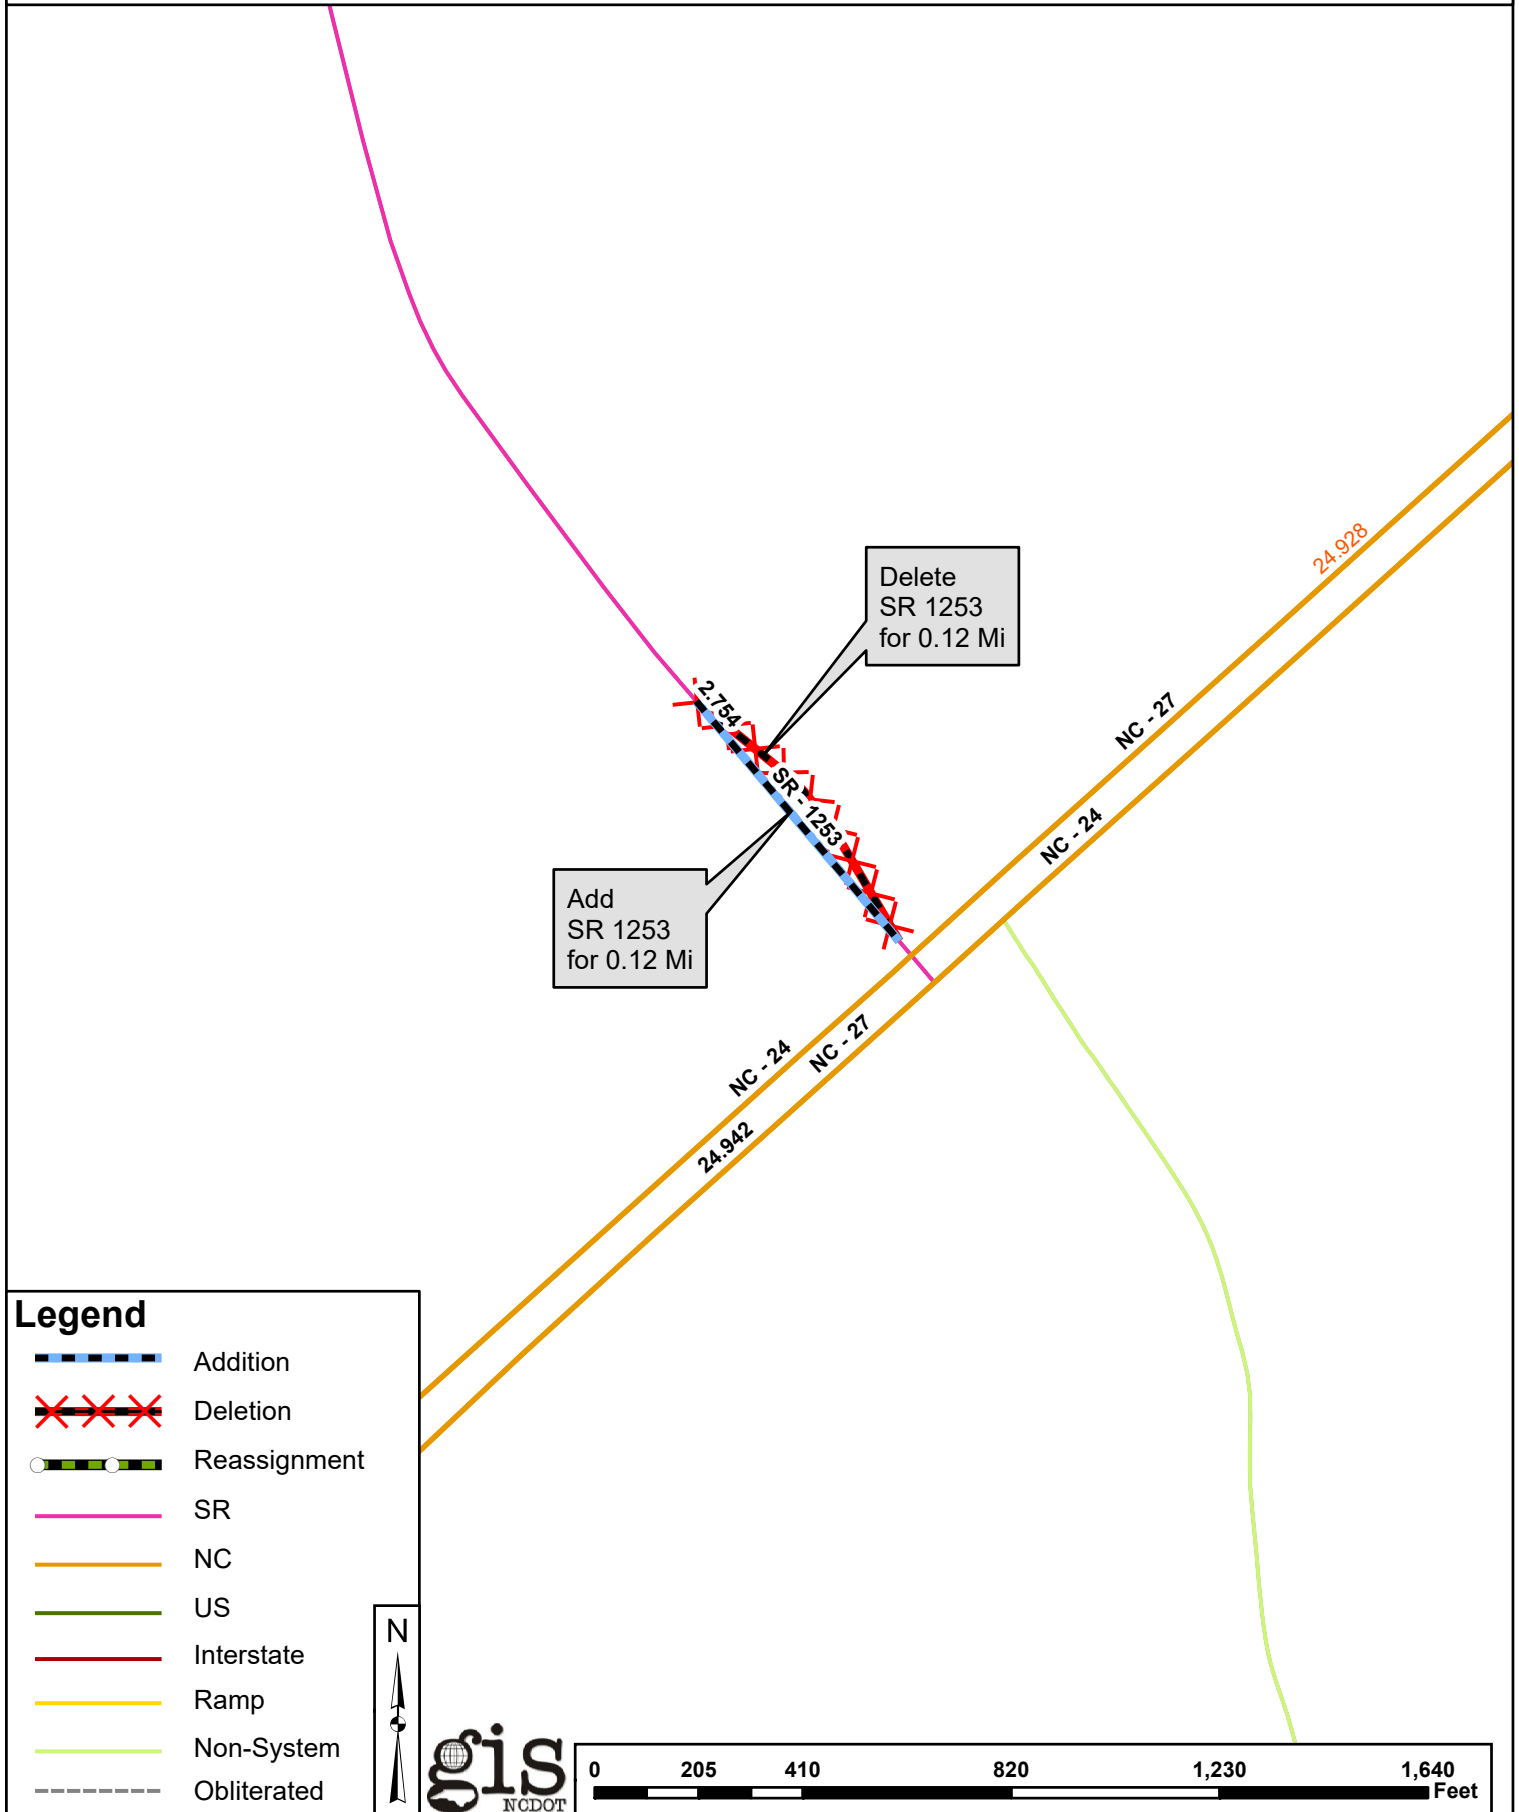 24.928
Delete
SR 1253
for 0.12 Mi
2.754
NC - 27
SR - 1253
NC - 24
Add
SR 1253
for 0.12 Mi
NC - 24
NC - 27
24.942
Legend
Addition
Deletion
Reassignment
SR
NC
US
Interstate
Ramp
Non-System
Obliterated
N
gis
NCDOT
0 205 410 820 1,230 1,640
Feet